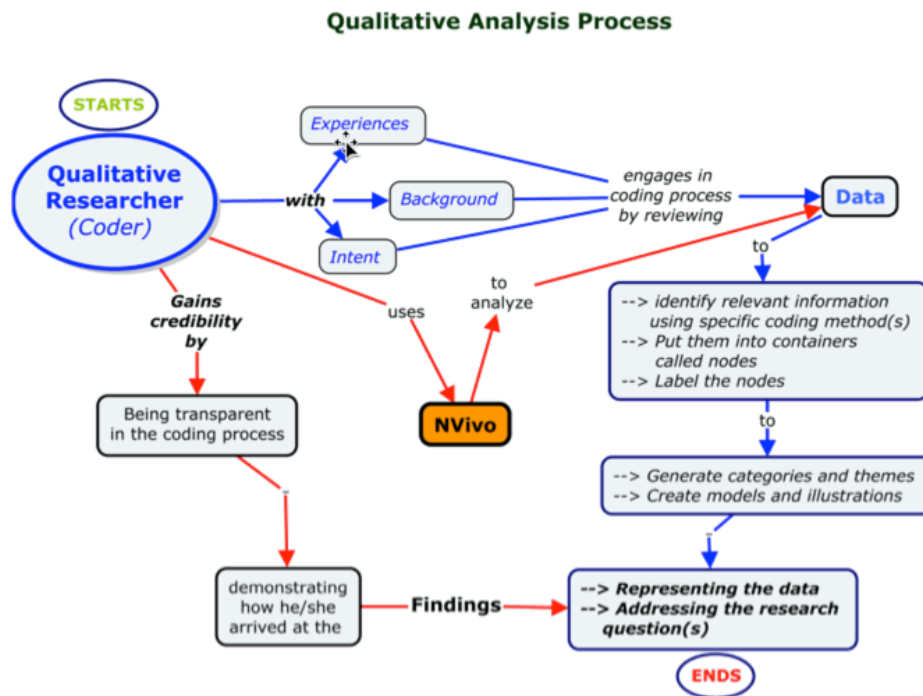 Qualitative Analysis Process
STARTS
Qualitative
Researcher
(Coder)
with
Experiences
Background
Intent
engages in
coding process
by reviewing
Data
to
--> identify relevant information
using specific coding method(s)
--> Put them into containers
called nodes
--> Label the nodes
to
--> Generate categories and themes
--> Create models and illustrations
--> Representing the data
--> Addressing the research
question(s)
ENDS
uses
NVivo
to
analyze
Gains
credibility
by
Being transparent
in the coding process
demonstrating
how he/she
arrived at the
Findings